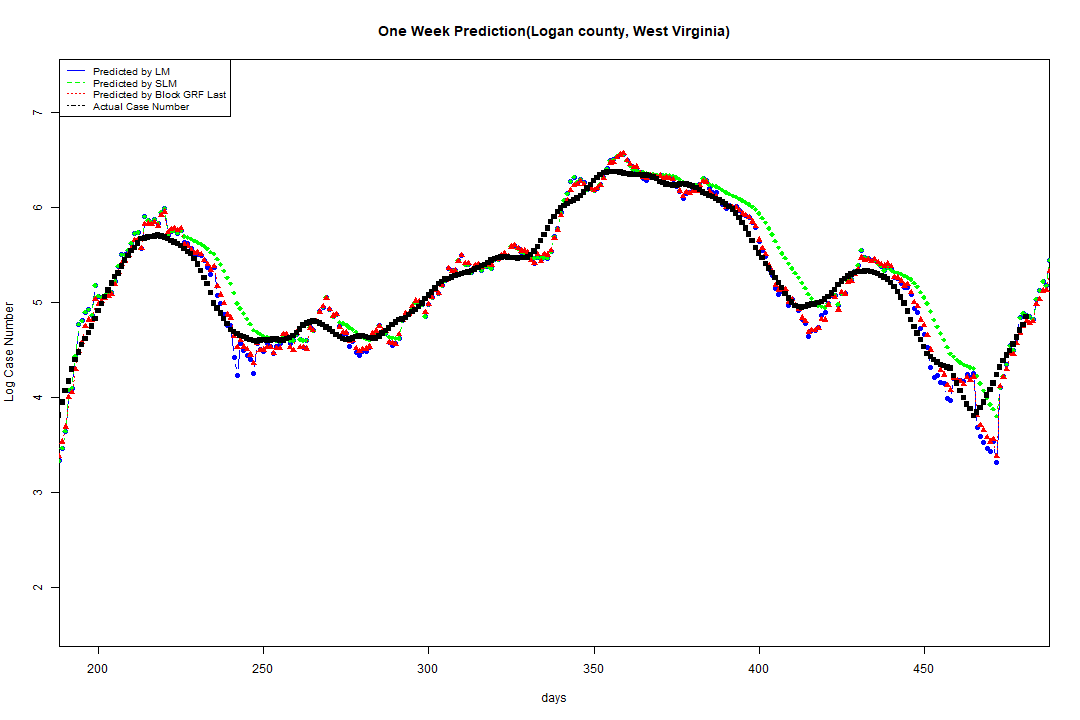 One Week Prediction(Logan county, West Virginia)
Predicted by LM
Predicted by SLM
Predicted by Block GRF Last
Actual Case Number
Log Case Number
7
6
5
4
3
2
200 250 300 350 400 450
days